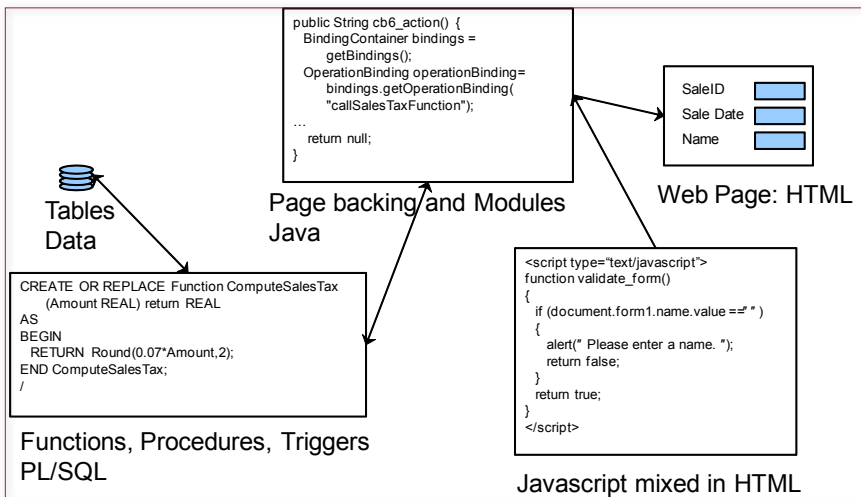 public String cb6_action() {
BindingContainer bindings =
getBindings();
OperationBinding operationBinding=
bindings.getOperationBinding(
"callSalesTaxFunction");
…
return null;
}
Page backing and Modules
Java
SaleID
Sale Date
Name
Web Page: HTML
Tables
Data
CREATE OR REPLACE Function ComputeSalesTax
(Amount REAL) return REAL
AS
BEGIN
RETURN Round(0.07*Amount,2);
END ComputeSalesTax;
/
Functions, Procedures, Triggers
PL/SQL
<script type=“text/javascript”>
function validate_form()
{
if (document.form1.name.value ==″ ″ )
{
alert(″ Please enter a name. ″);
return false;
}
return true;
}
</script>
Javascript mixed in HTML